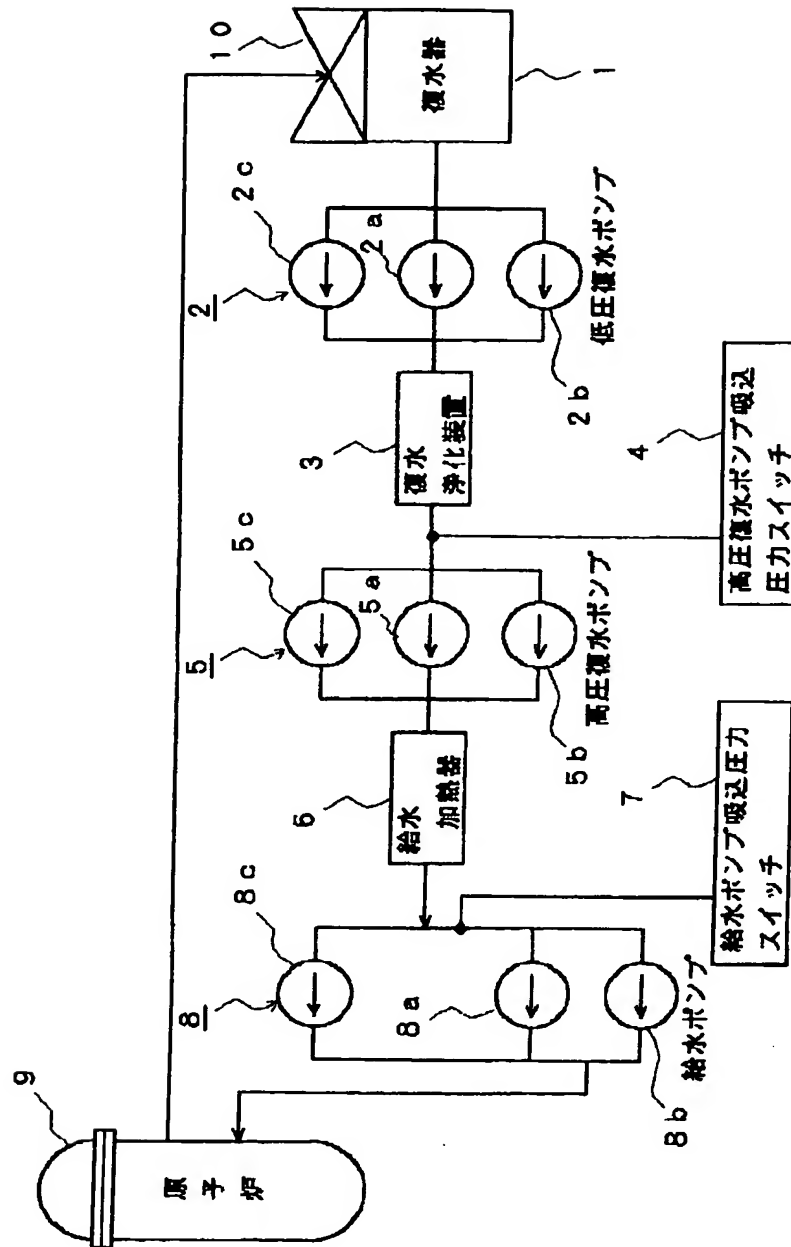 9
原子炉
8
8c
8a
8b
給水ポンプ
7
給水ポンプ吸込圧力
スイッチ
6
給水
加熱器
5
5c
5a
5b
高圧復水ポンプ
4
高圧復水ポンプ吸込
圧力スイッチ
3
復水
浄化装置
2
2c
2a
2b
低圧復水ポンプ
10
復水器
1